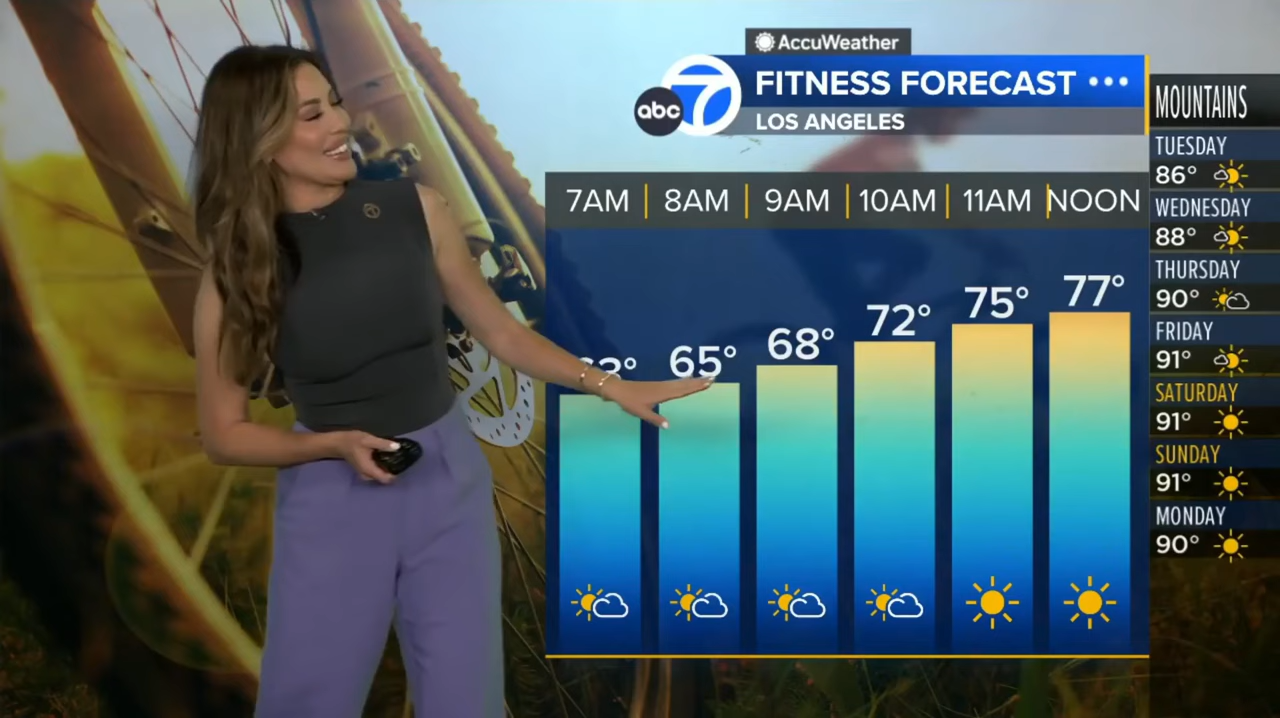 AccuWeather
abc 7
FITNESS FORECAST
LOS ANGELES
7AM 8AM 9AM 10AM 11AM NOON
65° 68° 72° 75° 77°
MOUNTAINS
TUESDAY
86°
WEDNESDAY
88°
THURSDAY
90°
FRIDAY
91°
SATURDAY
91°
SUNDAY
91°
MONDAY
90°